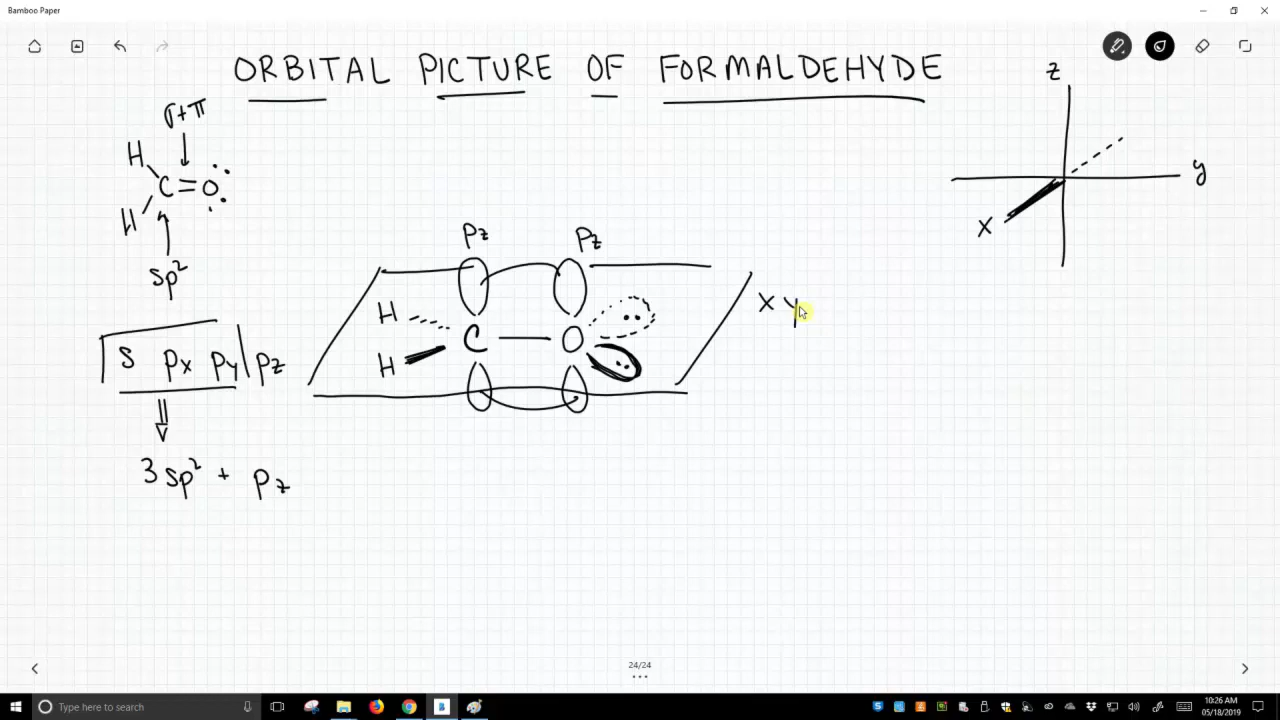 Bamboo Paper
ORBITAL PICTURE OF FORMALDEHYDE
z
y
x
σ+π
H
C=O
H
sp²
s px py pz
3sp² + pz
pz pz
H
C O
H
x y
24/24
Type here to search
10:26 AM
05/18/2019